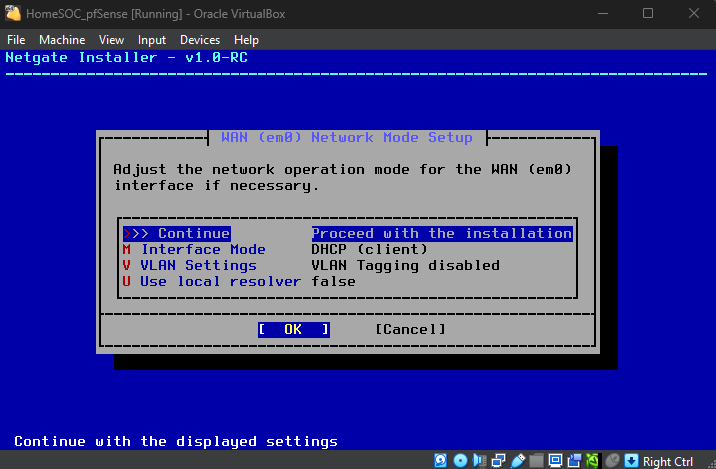 HomeSOC_pfSense [Running] - Oracle VirtualBox
File Machine View Input Devices Help
Netgate Installer - v1.0-RC
WAN (em0) Network Mode Setup
Adjust the network operation mode for the WAN (em0)
interface if necessary.
>>> Continue Proceed with the installation
M Interface Mode DHCP (client)
V VLAN Settings VLAN Tagging disabled
U Use local resolver false
[ OK ] [Cancel]
Continue with the displayed settings
Right Ctrl